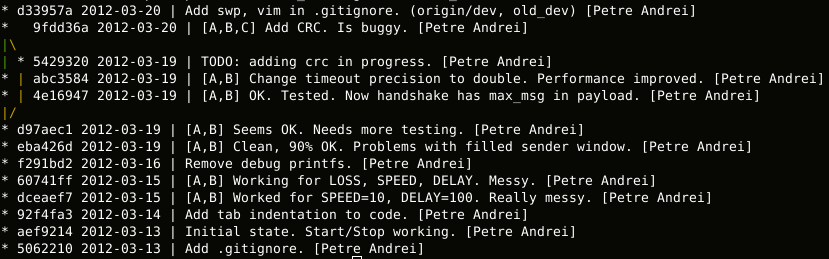 * d33957a 2012-03-20 | Add swp, vim in .gitignore. (origin/dev, old_dev) [Petre Andrei]
*   9fdd36a 2012-03-20 | [A,B,C] Add CRC. Is buggy. [Petre Andrei]
|\
| * 5429320 2012-03-19 | TODO: adding crc in progress. [Petre Andrei]
* | abc3584 2012-03-19 | [A,B] Change timeout precision to double. Performance improved. [Petre Andrei]
* | 4e16947 2012-03-19 | [A,B] OK. Tested. Now handshake has max_msg in payload. [Petre Andrei]
|/
* d97aec1 2012-03-19 | [A,B] Seems OK. Needs more testing. [Petre Andrei]
* eba426d 2012-03-19 | [A,B] Clean, 90% OK. Problems with filled sender window. [Petre Andrei]
* f291bd2 2012-03-16 | Remove debug printfs. [Petre Andrei]
* 60741ff 2012-03-15 | [A,B] Working for LOSS, SPEED, DELAY. Messy. [Petre Andrei]
* dceaef7 2012-03-15 | [A,B] Worked for SPEED=10, DELAY=100. Really messy. [Petre Andrei]
* 92f4fa3 2012-03-14 | Add tab indentation to code. [Petre Andrei]
* aef9214 2012-03-13 | Initial state. Start/Stop working. [Petre Andrei]
* 5062210 2012-03-13 | Add .gitignore. [Petre Andrei]